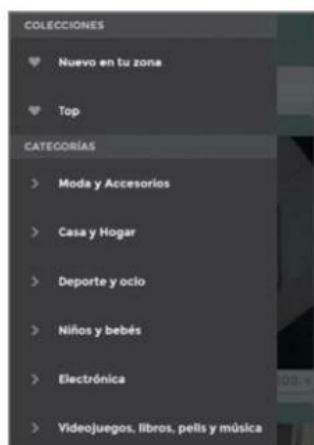 COLECCIONES
Nuevo en tu zona
Top
CATEGORÍAS
Moda y Accesorios
Casa y Hogar
Deporte y ocio
Niños y bebés
Electrónica
Videojuegos, libros, pelis y música